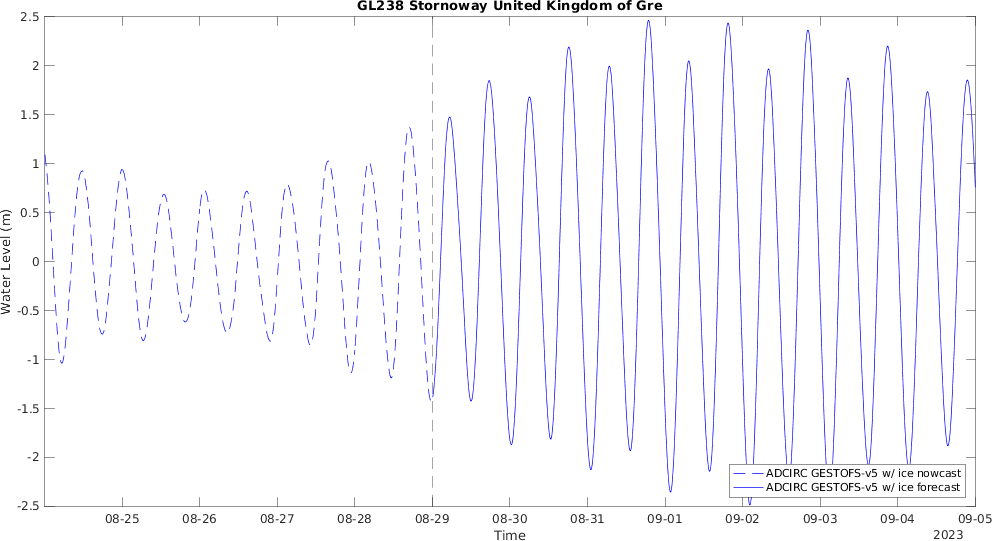 GL238 Stornoway United Kingdom of Gre
2.5
2
1.5
1
0.5
0
-0.5
-1
-1.5
-2
-2.5
Water Level (m)
ADCIRC GESTOFS-v5 w/ ice nowcast
ADCIRC GESTOFS-v5 w/ ice forecast
08-25 08-26 08-27 08-28 08-29 08-30 08-31 09-01 09-02 09-03 09-04 09-05
Time
2023